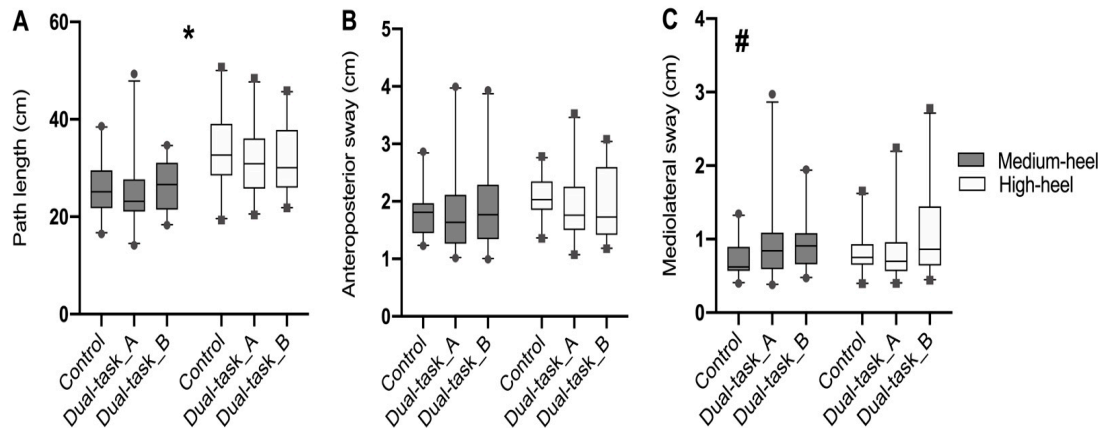 A
Path length (cm)
60
40
20
0
*
Control
Dual-task_A
Dual-task_B
Control
Dual-task_A
Dual-task_B
B
Anteroposterior sway (cm)
5
4
3
2
1
0
Control
Dual-task_A
Dual-task_B
Control
Dual-task_A
Dual-task_B
C
Mediolateral sway (cm)
4
3
2
1
0
#
Control
Dual-task_A
Dual-task_B
Control
Dual-task_A
Dual-task_B
Medium-heel
High-heel